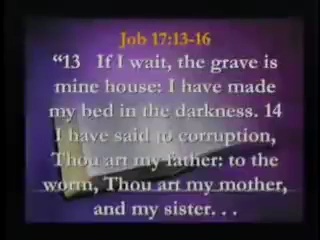 Job 17:13-16
“13 If I wait, the grave is
mine house: I have made
my bed in the darkness. 14
I have said to corruption,
Thou art my father: to the
worm, Thou art my mother,
and my sister. . .